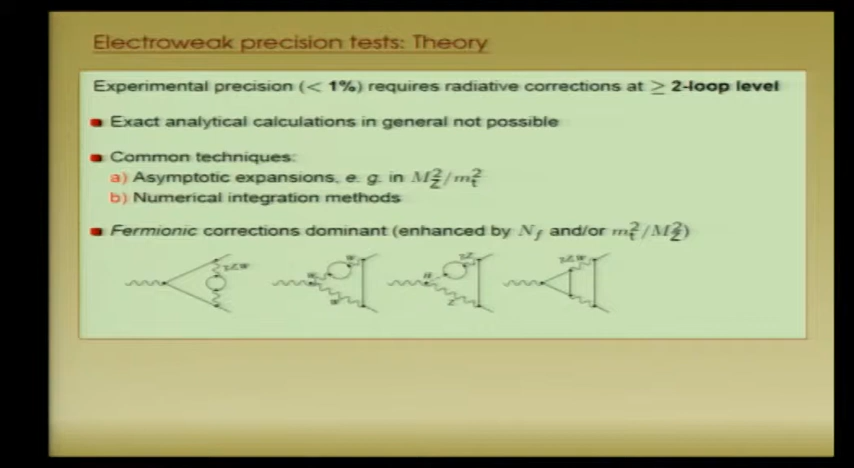 Electroweak precision tests: Theory
Experimental precision (< 1%) requires radiative corrections at ≥ 2-loop level
Exact analytical calculations in general not possible
Common techniques:
a) Asymptotic expansions, e. g. in M_Z^2/m_t^2
b) Numerical integration methods
Fermionic corrections dominant (enhanced by N_f and/or m_t^2/M_Z^2)